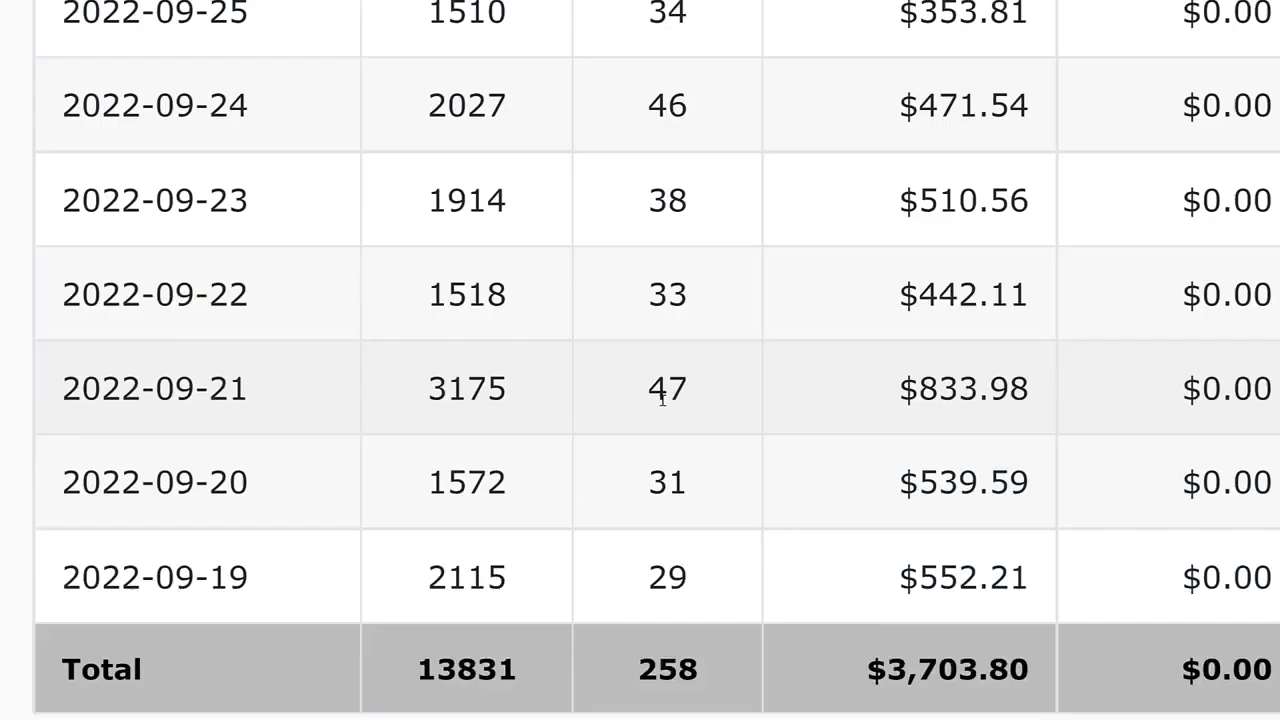 2022-09-25 1510 34 $353.81 $0.00
2022-09-24 2027 46 $471.54 $0.00
2022-09-23 1914 38 $510.56 $0.00
2022-09-22 1518 33 $442.11 $0.00
2022-09-21 3175 47 $833.98 $0.00
2022-09-20 1572 31 $539.59 $0.00
2022-09-19 2115 29 $552.21 $0.00
Total 13831 258 $3,703.80 $0.00